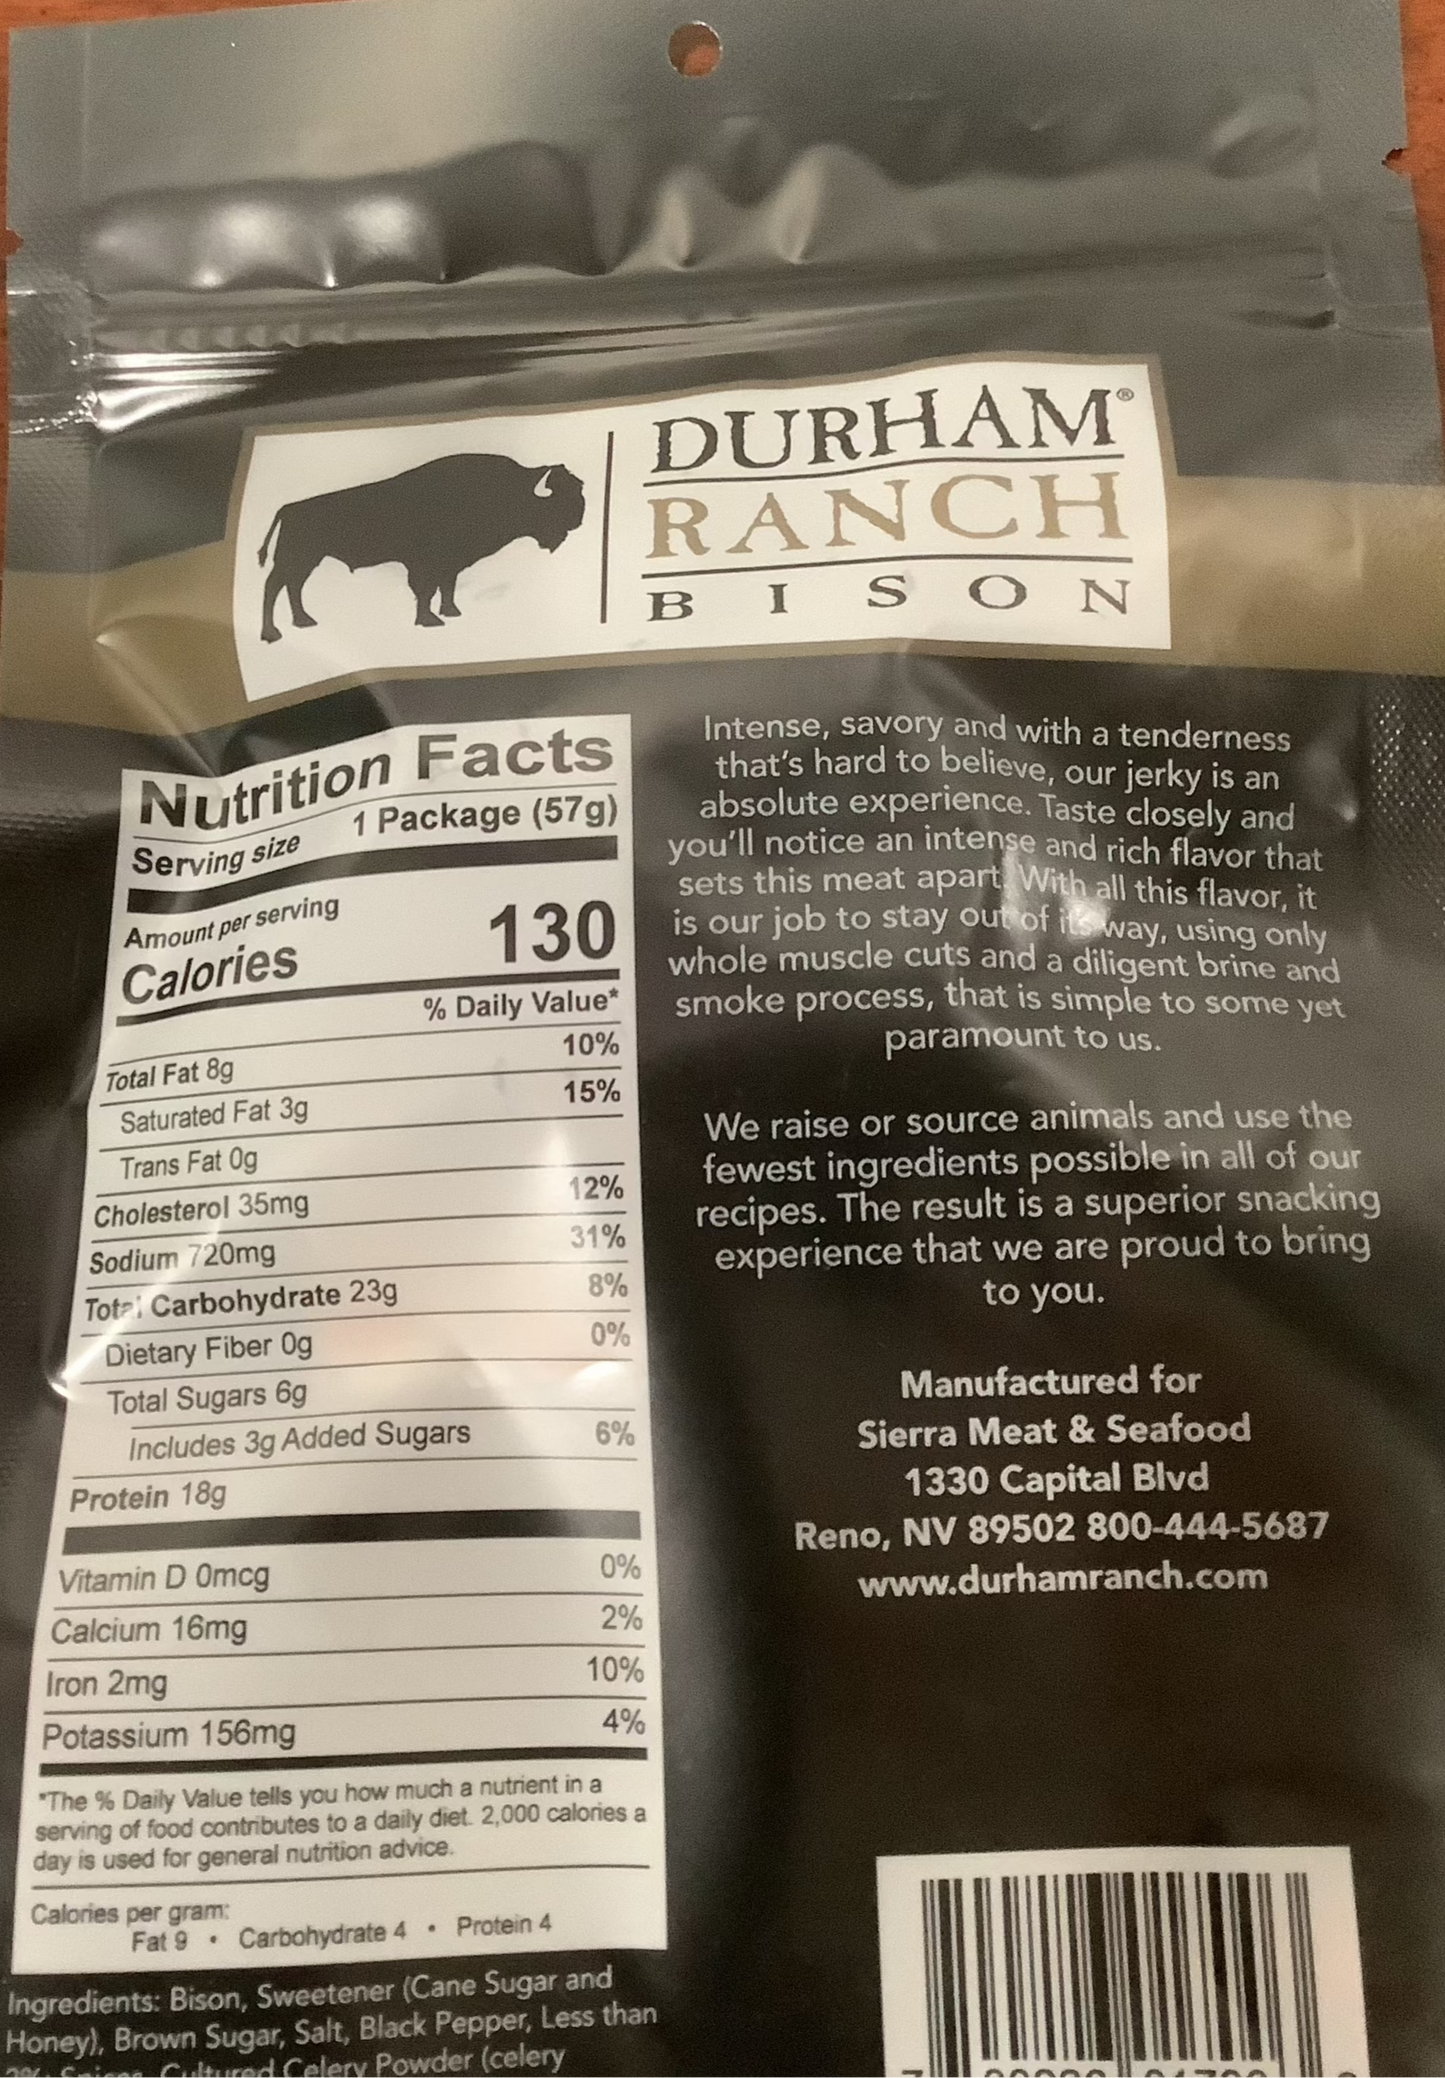 DURHAM®
RANCH
BISON
Nutrition Facts
Serving size 1 Package (57g)
Amount per serving
Calories 130
% Daily Value*
Total Fat 8g 10%
Saturated Fat 3g 15%
Trans Fat 0g
Cholesterol 35mg 12%
Sodium 720mg 31%
Total Carbohydrate 23g 8%
Dietary Fiber 0g 0%
Total Sugars 6g
Includes 3g Added Sugars 6%
Protein 18g
Vitamin D 0mcg 0%
Calcium 16mg 2%
Iron 2mg 10%
Potassium 156mg 4%
*The % Daily Value tells you how much a nutrient in a
serving of food contributes to a daily diet. 2,000 calories a
day is used for general nutrition advice.
Calories per gram:
Fat 9 • Carbohydrate 4 • Protein 4
Ingredients: Bison, Sweetener (Cane Sugar and
Honey), Brown Sugar, Salt, Black Pepper, Less than
2% Spices, Cultured Celery Powder (celery
Intense, savory and with a tenderness
that's hard to believe, our jerky is an
absolute experience. Taste closely and
you'll notice an intense and rich flavor that
sets this meat apart. With all this flavor, it
is our job to stay out of its way, using only
whole muscle cuts and a diligent brine and
smoke process, that is simple to some yet
paramount to us.
We raise or source animals and use the
fewest ingredients possible in all of our
recipes. The result is a superior snacking
experience that we are proud to bring
to you.
Manufactured for
Sierra Meat & Seafood
1330 Capital Blvd
Reno, NV 89502 800-444-5687
www.durhamranch.com